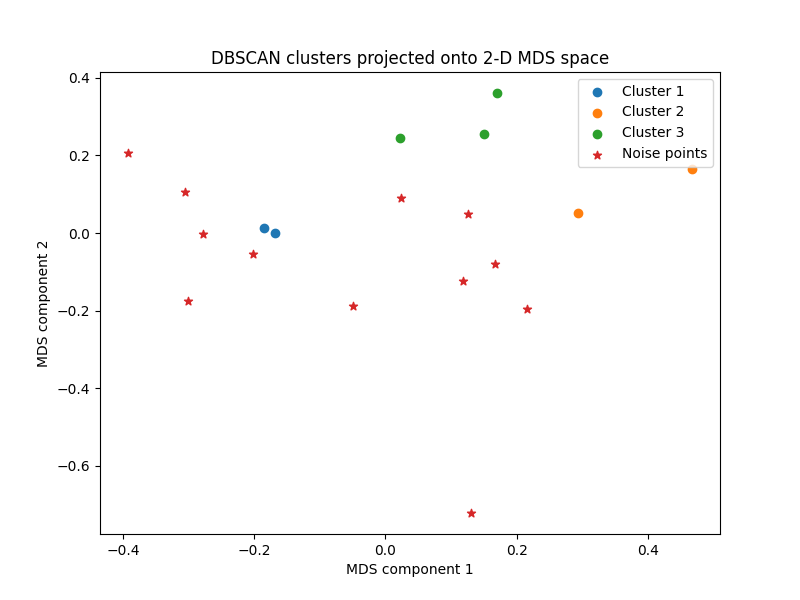 DBSCAN clusters projected onto 2-D MDS space
Cluster 1
Cluster 2
Cluster 3
Noise points
0.4
0.2
0.0
−0.2
−0.4
−0.6
MDS component 2
−0.4
−0.2
0.0
0.2
0.4
MDS component 1